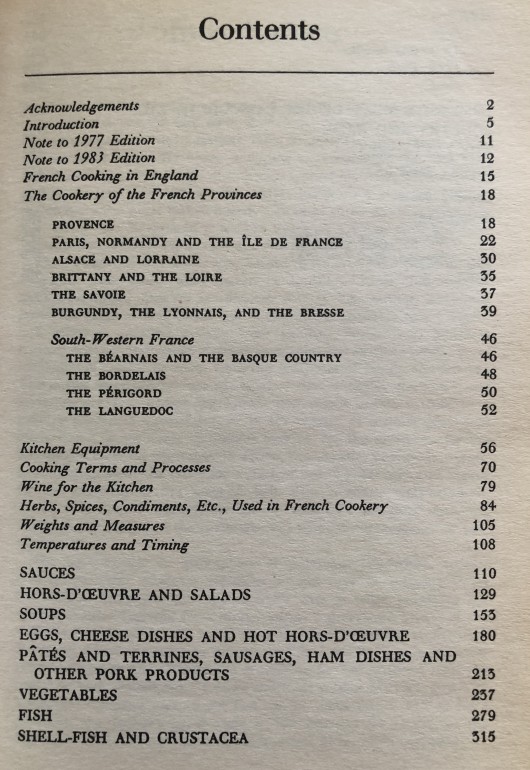 Contents
Acknowledgements 2
Introduction 5
Note to 1977 Edition 11
Note to 1983 Edition 12
French Cooking in England 15
The Cookery of the French Provinces 18
PROVENCE 18
PARIS, NORMANDY AND THE ÎLE DE FRANCE 22
ALSACE AND LORRAINE 30
BRITTANY AND THE LOIRE 35
THE SAVOIE 37
BURGUNDY, THE LYONNAIS, AND THE BRESSE 39
South-Western France 46
THE BÉARNAIS AND THE BASQUE COUNTRY 46
THE BORDELAIS 48
THE PÉRIGORD 50
THE LANGUEDOC 52
Kitchen Equipment 56
Cooking Terms and Processes 70
Wine for the Kitchen 79
Herbs, Spices, Condiments, Etc., Used in French Cookery 84
Weights and Measures 105
Temperatures and Timing 108
SAUCES 110
HORS-D'ŒUVRE AND SALADS 129
SOUPS 153
EGGS, CHEESE DISHES AND HOT HORS-D'ŒUVRE 180
PÂTÉS AND TERRINES, SAUSAGES, HAM DISHES AND
OTHER PORK PRODUCTS 213
VEGETABLES 237
FISH 279
SHELL-FISH AND CRUSTACEA 315